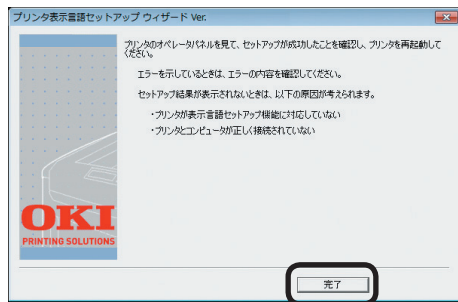 プリンタ表示言語セットアップ ウィザード Ver.
プリンタのオペレータパネルを見て、セットアップが成功したことを確認し、プリンタを再起動して
ください。
エラーを示しているときは、エラーの内容を確認してください。
セットアップ結果が表示されないときは、以下の原因が考えられます。
・プリンタが表示言語セットアップ機能に対応していない
・プリンタとコンピュータが正しく接続されていない
OKI
PRINTING SOLUTIONS
完了